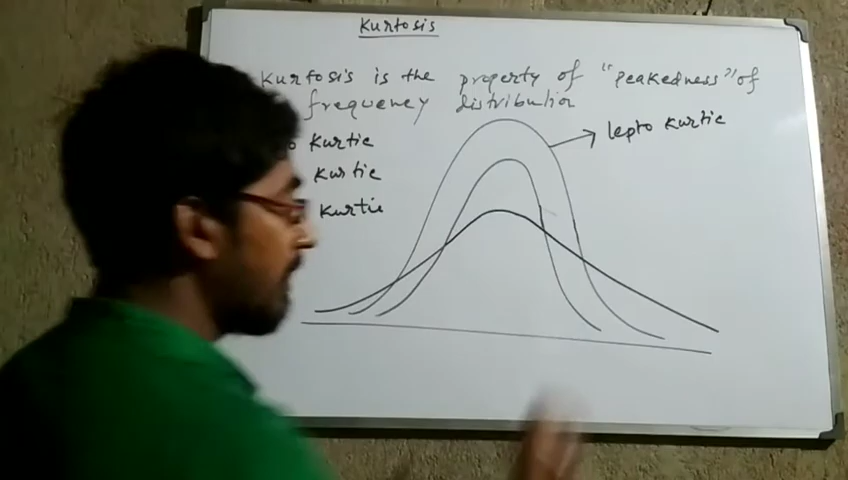 Kurtosis
Kurtosis is the property of "peakedness" of
frequency distribution
kurtic
lepto kurtic
kurtic
kurtic